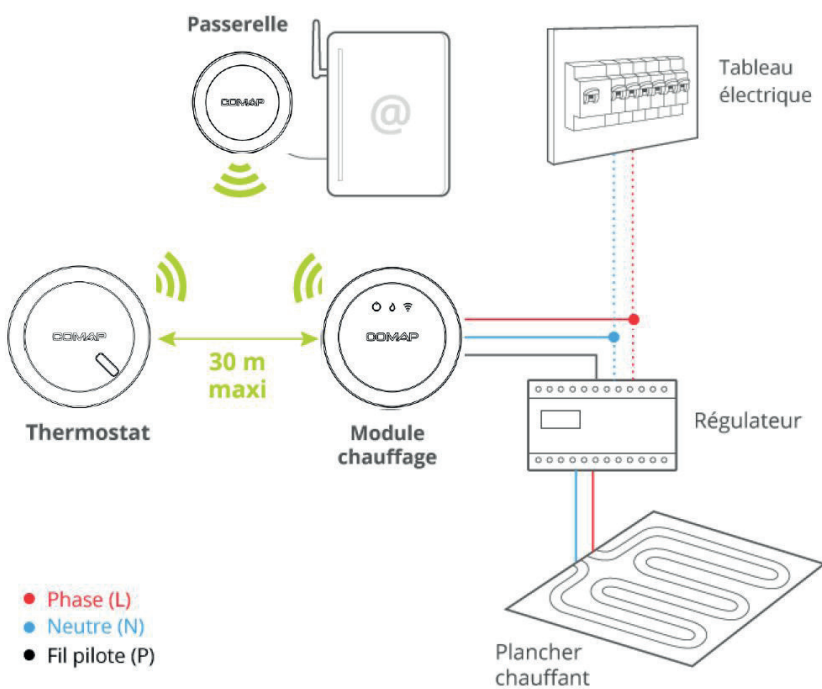 Passerelle
COMAP
@
Tableau
électrique
COMAP
COMAP
30 m
maxi
Thermostat
Module
chauffage
Régulateur
Phase (L)
Neutre (N)
Fil pilote (P)
Plancher
chauffant